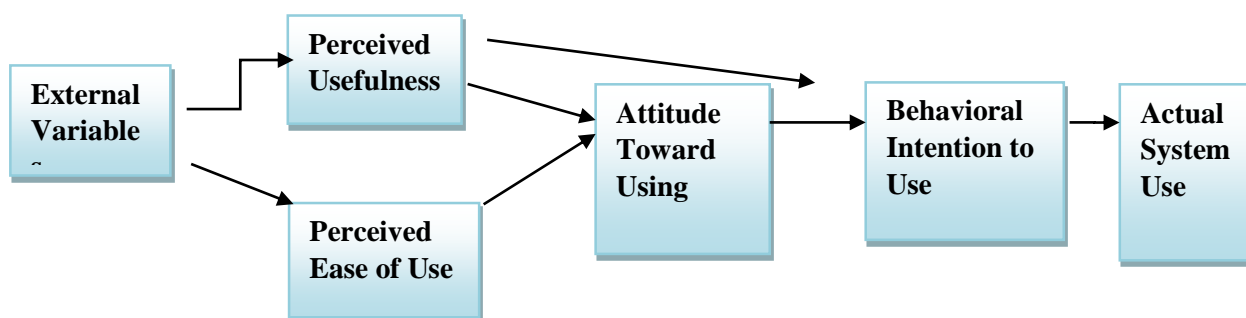 External
Variable
s
Perceived
Usefulness
Perceived
Ease of Use
Attitude
Toward
Using
Behavioral
Intention to
Use
Actual
System
Use